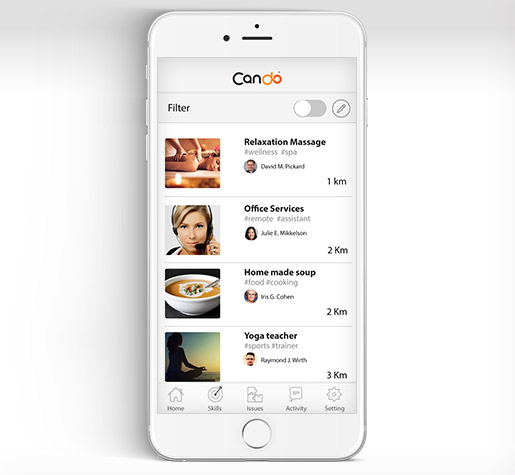 Cando
Filter
Relaxation Massage
#wellness #spa
David M. Pickard
1 km
Office Services
#remote #assistant
Julie E. Mikkelson
2 Km
Home made soup
#food #cooking
Iris G. Cohen
2 Km
Yoga teacher
#sports #trainer
Raymond J. Wirth
3 Km
Home Skills Issues Activity Setting